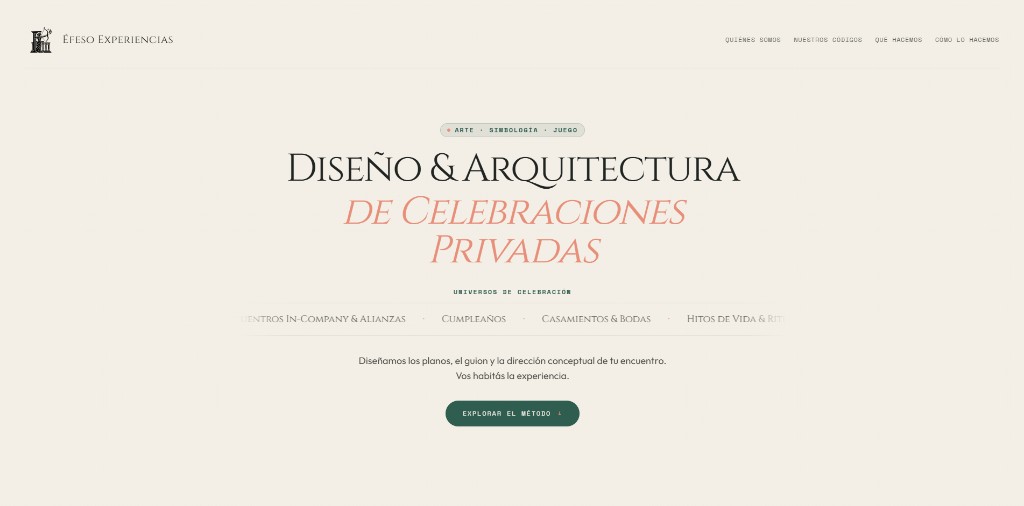 Éfeso Experiencias
QUIENES SOMOS
NUESTROS CODIGOS
QUE HACEMOS
COMO LO HACEMOS
ARTE · SIMBOLOGÍA · JUEGO
Diseño & Arquitectura
de Celebraciones
Privadas
UNIVERSOS DE CELEBRACIÓN
In-Company & Alianzas · Cumpleaños · Casamientos & Bodas · Hitos de Vida &
Diseñamos los planos, el guion y la dirección conceptual de tu encuentro.
Vos habitás la experiencia.
EXPLORAR EL MÉTODO ↓